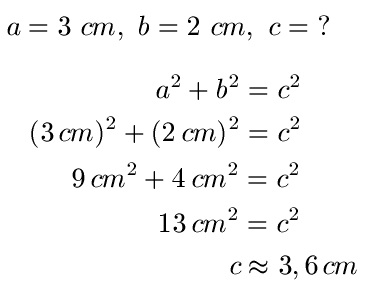 a = 3 cm, b = 2 cm, c = ?
a² + b² = c²
(3 cm)² + (2 cm)² = c²
9 cm² + 4 cm² = c²
13 cm² = c²
c ≈ 3,6 cm